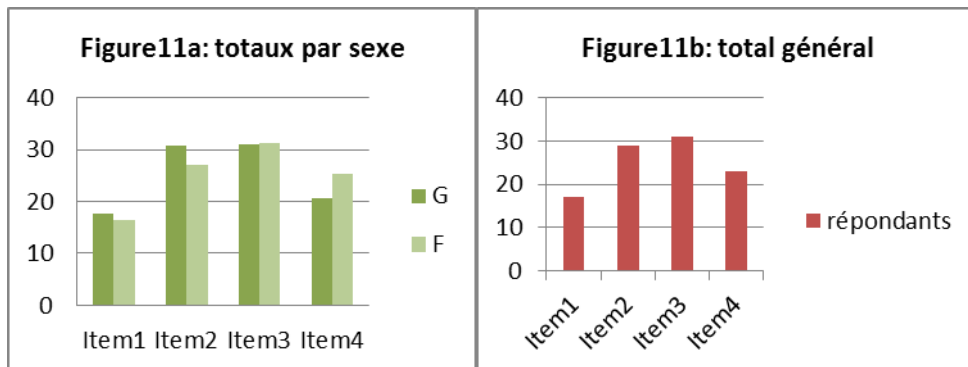 Figure11a: totaux par sexe
40
30
20
10
0
Item1 Item2 Item3 Item4
G
F
Figure11b: total général
40
30
20
10
0
Item1
Item2
Item3
Item4
répondants